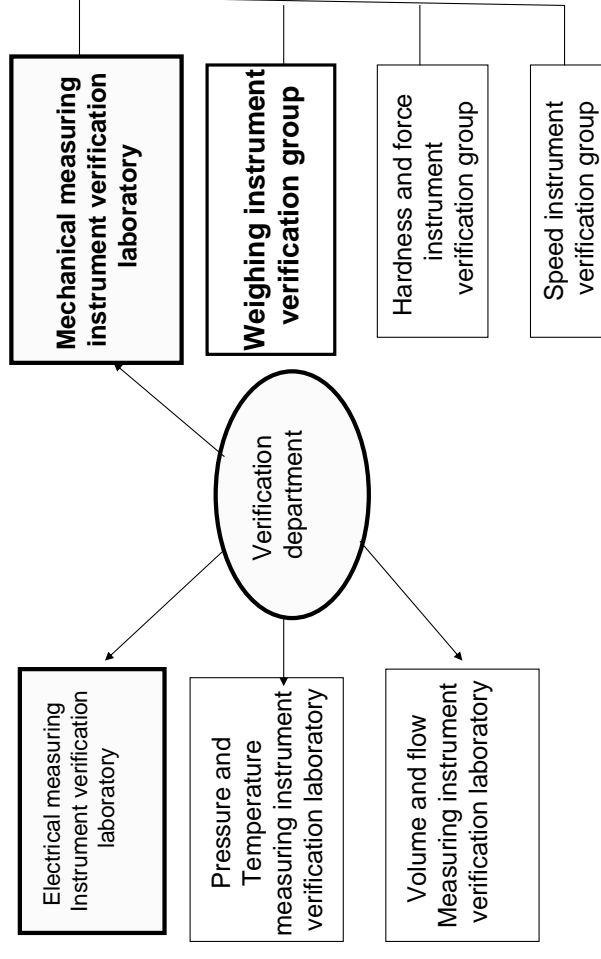 Electrical measuring
Instrument verification
laboratory
Pressure and
Temperature
measuring instrument
verification laboratory
Volume and flow
Measuring instrument
verification laboratory
Verification
department
Mechanical measuring
instrument verification
laboratory
Weighing instrument
verification group
Hardness and force
instrument
verification group
Speed instrument
verification group